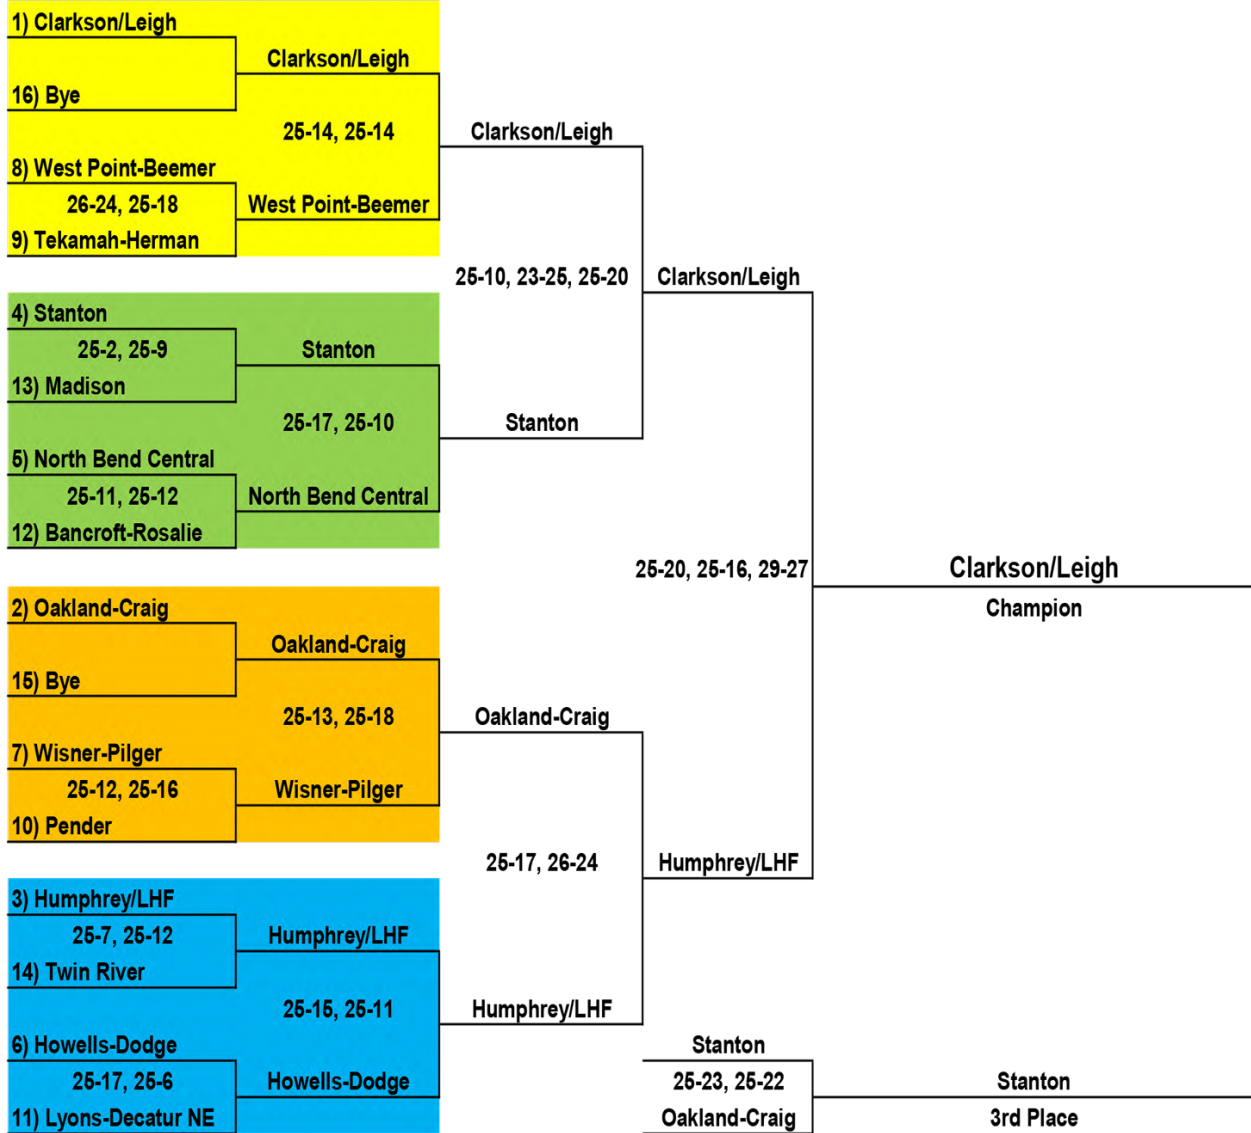 1) Clarkson/Leigh
Clarkson/Leigh
16) Bye
25-14, 25-14
Clarkson/Leigh
8) West Point-Beemer
26-24, 25-18
West Point-Beemer
9) Tekamah-Herman
25-10, 23-25, 25-20
Clarkson/Leigh
4) Stanton
25-2, 25-9
Stanton
13) Madison
25-17, 25-10
Stanton
5) North Bend Central
25-11, 25-12
North Bend Central
12) Bancroft-Rosalie
25-20, 25-16, 29-27
Clarkson/Leigh
Champion
2) Oakland-Craig
Oakland-Craig
15) Bye
25-13, 25-18
Oakland-Craig
7) Wisner-Pilger
25-12, 25-16
Wisner-Pilger
10) Pender
25-17, 26-24
Humphrey/LHF
3) Humphrey/LHF
25-7, 25-12
Humphrey/LHF
14) Twin River
25-15, 25-11
Humphrey/LHF
6) Howells-Dodge
25-17, 25-6
Howells-Dodge
11) Lyons-Decatur NE
Stanton
25-23, 25-22
Oakland-Craig
Stanton
3rd Place